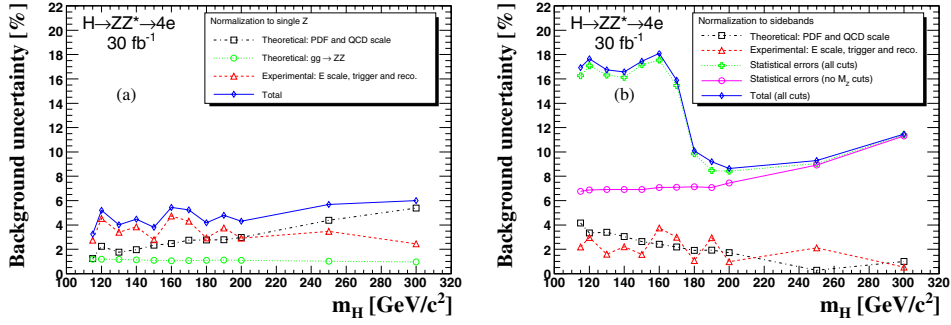 Background uncertainty [%]
20
18
16
14
12
10
8
6
4
2
0
H→ZZ*→4e
30 fb⁻¹
(a)
Normalization to single Z
Theoretical: PDF and QCD scale
Theoretical: gg → ZZ
Experimental: E scale, trigger and reco.
Total
100 120 140 160 180 200 220 240 260 280 300 320
m_H [GeV/c²]
Background uncertainty [%]
22
20
18
16
14
12
10
8
6
4
2
0
H→ZZ*→4e
30 fb⁻¹
(b)
Normalization to sidebands
Theoretical: PDF and QCD scale
Experimental: E scale, trigger and reco.
Statistical errors (all cuts)
Statistical errors (no M_z cuts)
Total (all cuts)
100 120 140 160 180 200 220 240 260 280 300 320
m_H [GeV/c²]